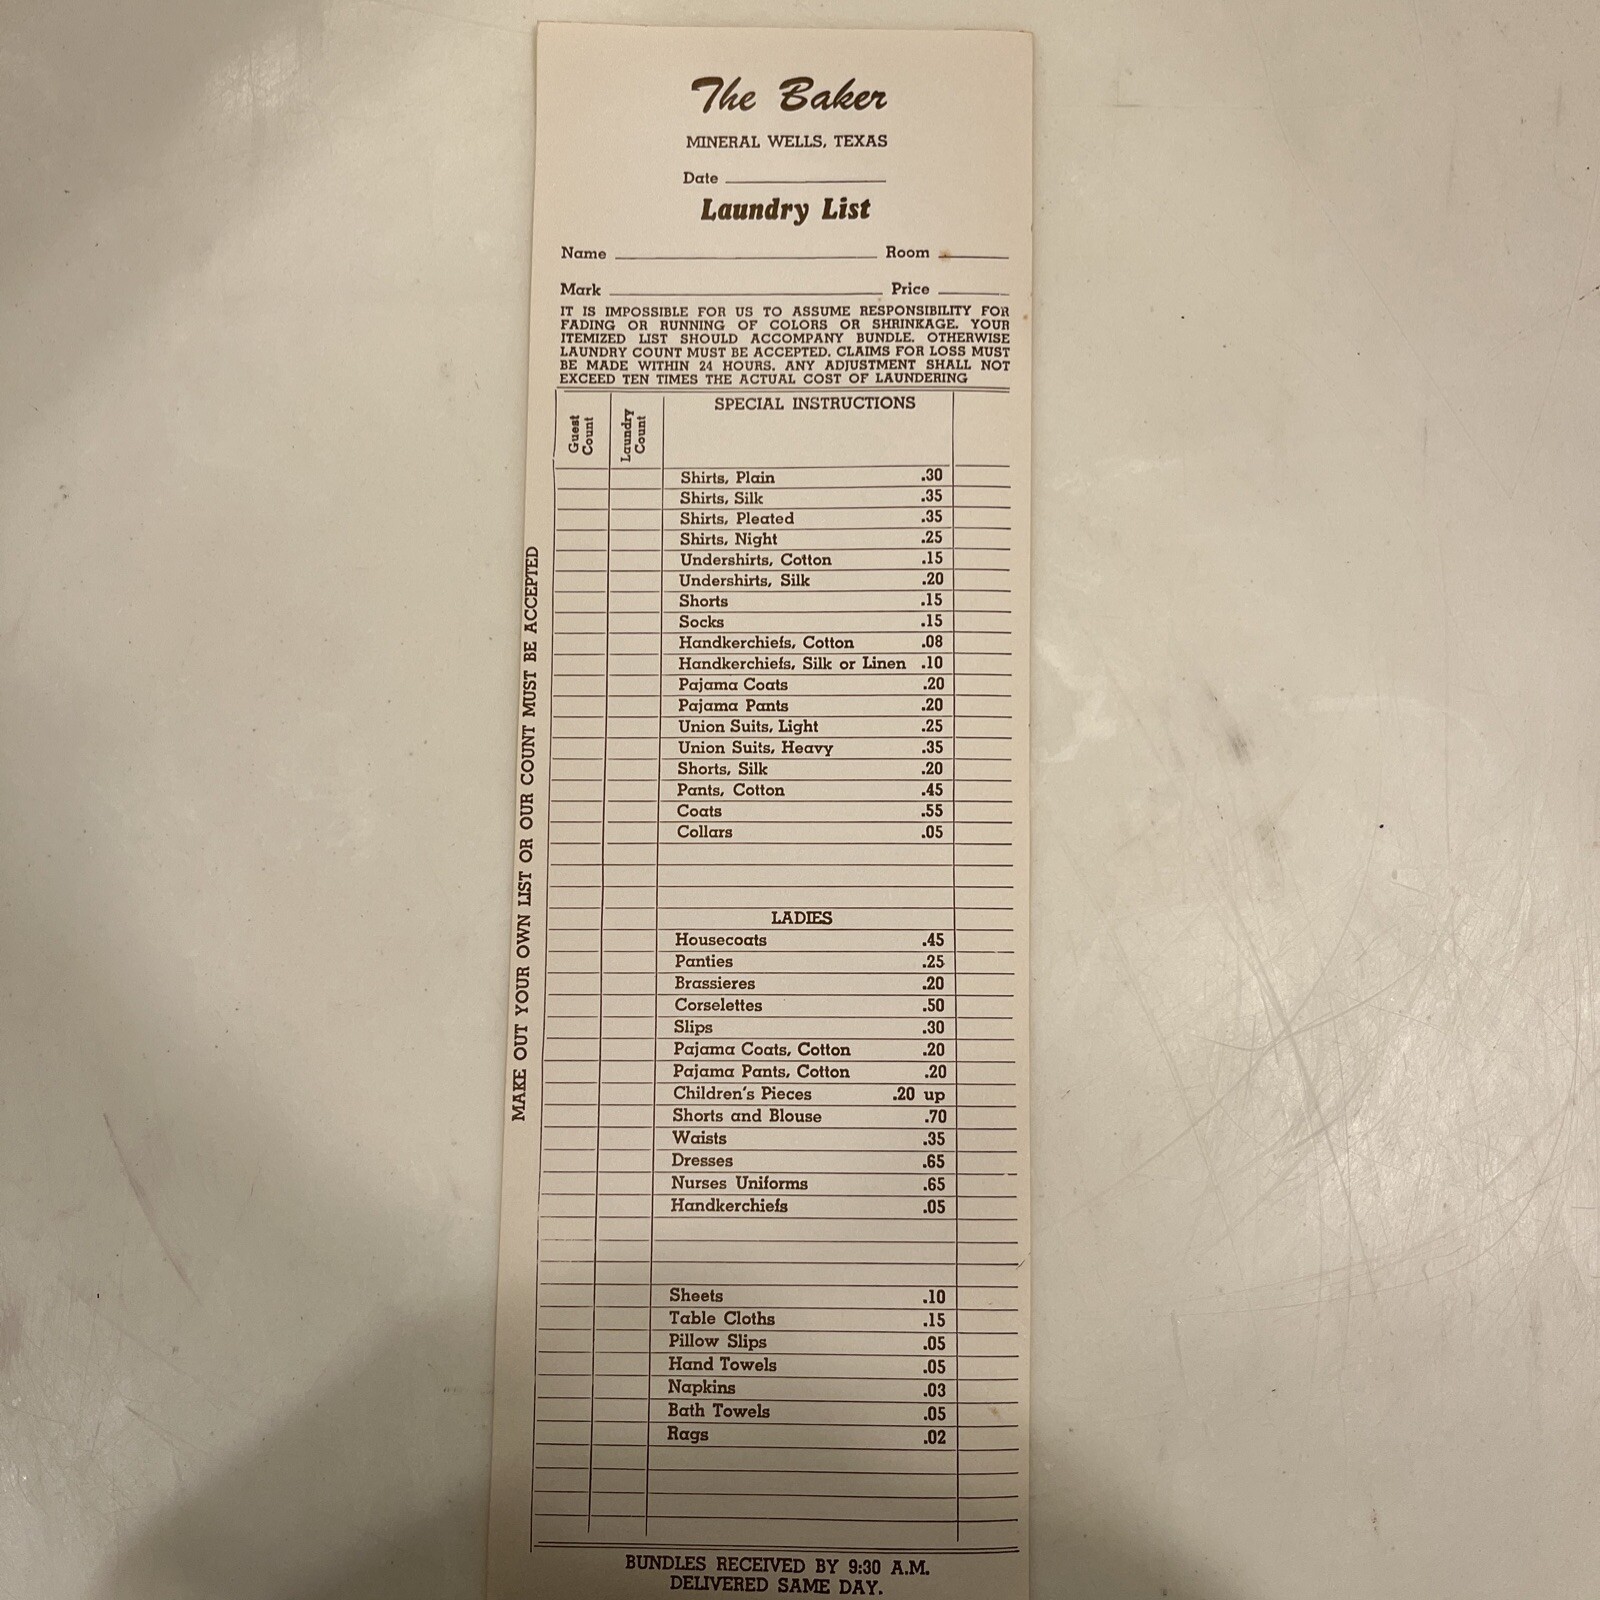 The Baker
MINERAL WELLS, TEXAS
Date
Laundry List
Name Room
Mark Price
IT IS IMPOSSIBLE FOR US TO ASSUME RESPONSIBILITY FOR
FADING OR RUNNING OF COLORS OR SHRINKAGE. YOUR
ITEMIZED LIST SHOULD ACCOMPANY BUNDLE. OTHERWISE
LAUNDRY COUNT MUST BE ACCEPTED. CLAIMS FOR LOSS MUST
BE MADE WITHIN 24 HOURS. ANY ADJUSTMENT SHALL NOT
EXCEED TEN TIMES THE ACTUAL COST OF LAUNDERING
Guest
Count
Laundry
Count
SPECIAL INSTRUCTIONS
Shirts, Plain .30
Shirts, Silk .35
Shirts, Pleated .35
Shirts, Night .25
Undershirts, Cotton .15
Undershirts, Silk .20
Shorts .15
Socks .15
Handkerchiefs, Cotton .08
Handkerchiefs, Silk or Linen .10
Pajama Coats .20
Pajama Pants .20
Union Suits, Light .25
Union Suits, Heavy .35
Shorts, Silk .20
Pants, Cotton .45
Coats .55
Collars .05
LADIES
Housecoats .45
Panties .25
Brassieres .20
Corselettes .50
Slips .30
Pajama Coats, Cotton .20
Pajama Pants, Cotton .20
Children's Pieces .20 up
Shorts and Blouse .70
Waists .35
Dresses .65
Nurses Uniforms .65
Handkerchiefs .05
Sheets .10
Table Cloths .15
Pillow Slips .05
Hand Towels .05
Napkins .03
Bath Towels .05
Rags .02
MAKE OUT YOUR OWN LIST OR OUR COUNT MUST BE ACCEPTED
BUNDLES RECEIVED BY 9:30 A.M.
DELIVERED SAME DAY.